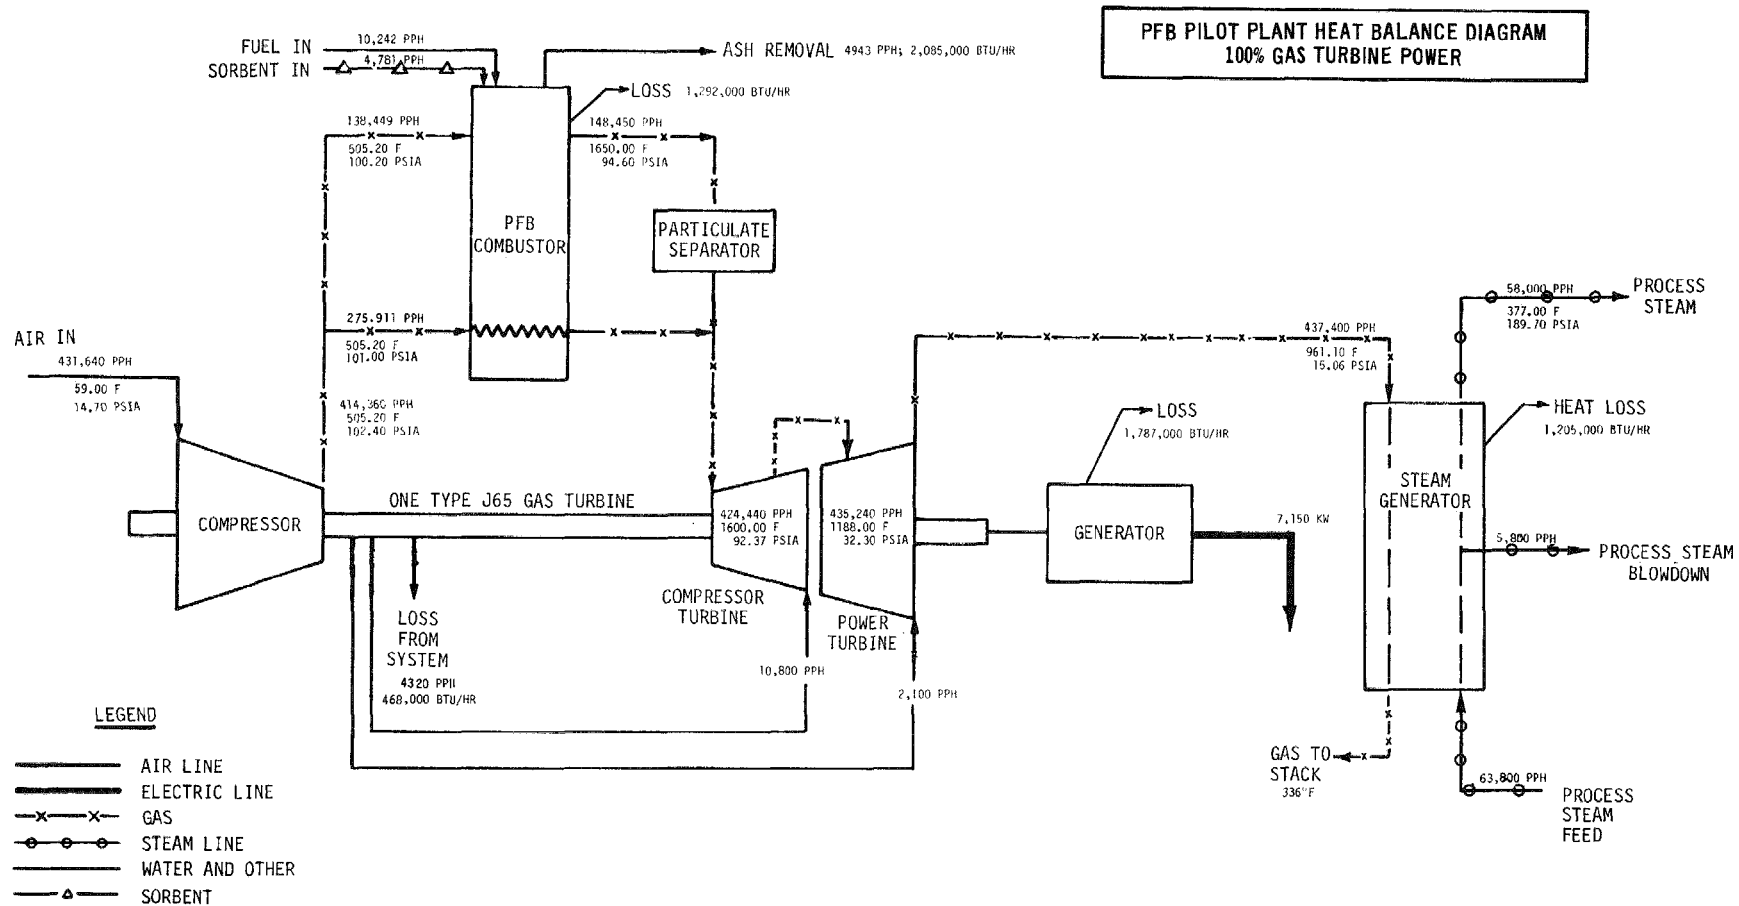 PFB PILOT PLANT HEAT BALANCE DIAGRAM
100% GAS TURBINE POWER
FUEL IN
10,242 PPH
SORBENT IN
4,781 PPH
ASH REMOVAL 4943 PPH; 2,085,000 BTU/HR
LOSS 1,292,000 BTU/HR
138,449 PPH
505.20 F
100.20 PSIA
148,450 PPH
1650.00 F
94.60 PSIA
PFB
COMBUSTOR
PARTICULATE
SEPARATOR
275.911 PPH
505.20 F
101.00 PSIA
AIR IN
431,640 PPH
59.00 F
14.70 PSIA
414,360 PPH
505.20 F
102.40 PSIA
COMPRESSOR
ONE TYPE J65 GAS TURBINE
424,440 PPH
1600.00 F
92.37 PSIA
COMPRESSOR
TURBINE
435,240 PPH
1188.00 F
32.30 PSIA
POWER
TURBINE
LOSS
FROM
SYSTEM
4320 PPH
468,000 BTU/HR
10,800 PPH
2,100 PPH
437,400 PPH
961.10 F
15.06 PSIA
LOSS
1,787,000 BTU/HR
GENERATOR
7,150 KW
58,000 PPH
377.00 F
189.70 PSIA
PROCESS
STEAM
HEAT LOSS
1,205,000 BTU/HR
STEAM
GENERATOR
5,800 PPH
PROCESS STEAM
BLOWDOWN
GAS TO
STACK
336°F
63,800 PPH
PROCESS
STEAM
FEED
LEGEND
AIR LINE
ELECTRIC LINE
GAS
STEAM LINE
WATER AND OTHER
SORBENT